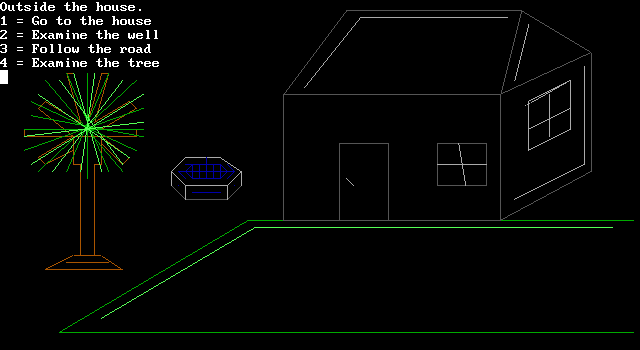 Outside the house.
1 = Go to the house
2 = Examine the well
3 = Follow the road
4 = Examine the tree